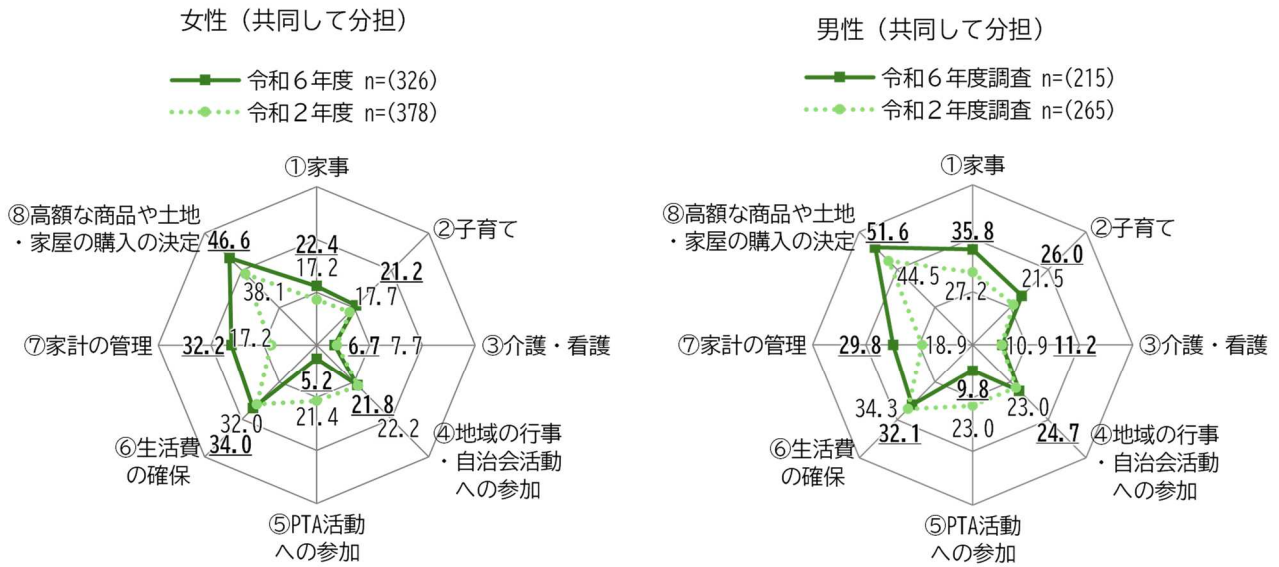 女性（共同して分担）
令和６年度 n=(326)
令和２年度 n=(378)
①家事
②子育て
③介護・看護
④地域の行事
・自治会活動
への参加
⑤PTA活動
への参加
⑥生活費
の確保
⑦家計の管理
⑧高額な商品や土地
・家屋の購入の決定
46.6
38.1
22.4
17.2
21.2
17.7
6.7
7.7
21.8
22.2
5.2
21.4
32.0
34.0
32.2
17.2
男性（共同して分担）
令和６年度調査 n=(215)
令和２年度調査 n=(265)
①家事
②子育て
③介護・看護
④地域の行事
・自治会活動
への参加
⑤PTA活動
への参加
⑥生活費
の確保
⑦家計の管理
⑧高額な商品や土地
・家屋の購入の決定
51.6
44.5
35.8
27.2
26.0
21.5
10.9
11.2
23.0
24.7
9.8
23.0
34.3
32.1
29.8
18.9